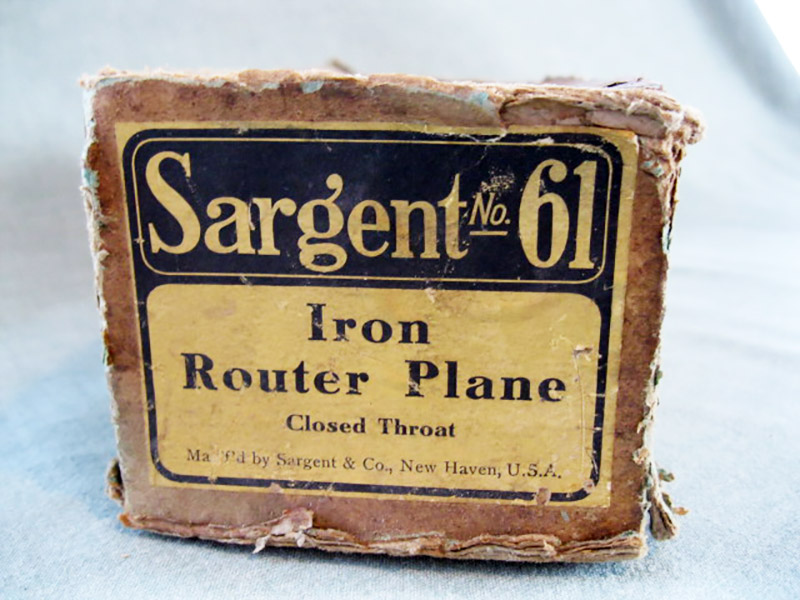 Sargent No. 61
Iron
Router Plane
Closed Throat
by Sargent & Co., New Haven, U.S.A.